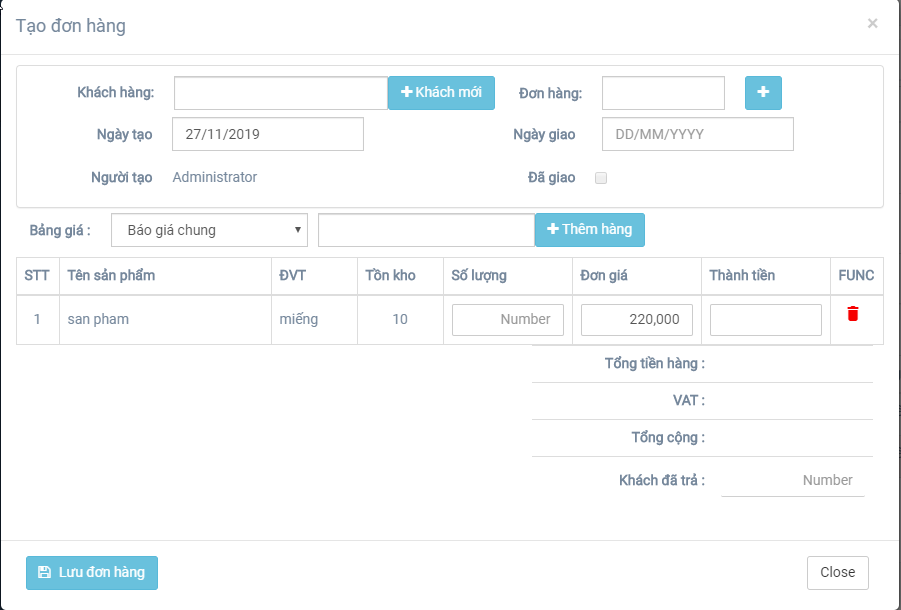 Tạo đơn hàng ×
Khách hàng: Khách mới Đơn hàng:
Ngày tạo 27/11/2019 Ngày giao DD/MM/YYYY
Người tạo Administrator Đã giao
Bảng giá : Báo giá chung Thêm hàng
STT Tên sản phẩm ĐVT Tồn kho Số lượng Đơn giá Thành tiền FUNC
1 san pham miếng 10 Number 220,000
Tổng tiền hàng :
VAT :
Tổng cộng :
Khách đã trả : Number
Lưu đơn hàng Close